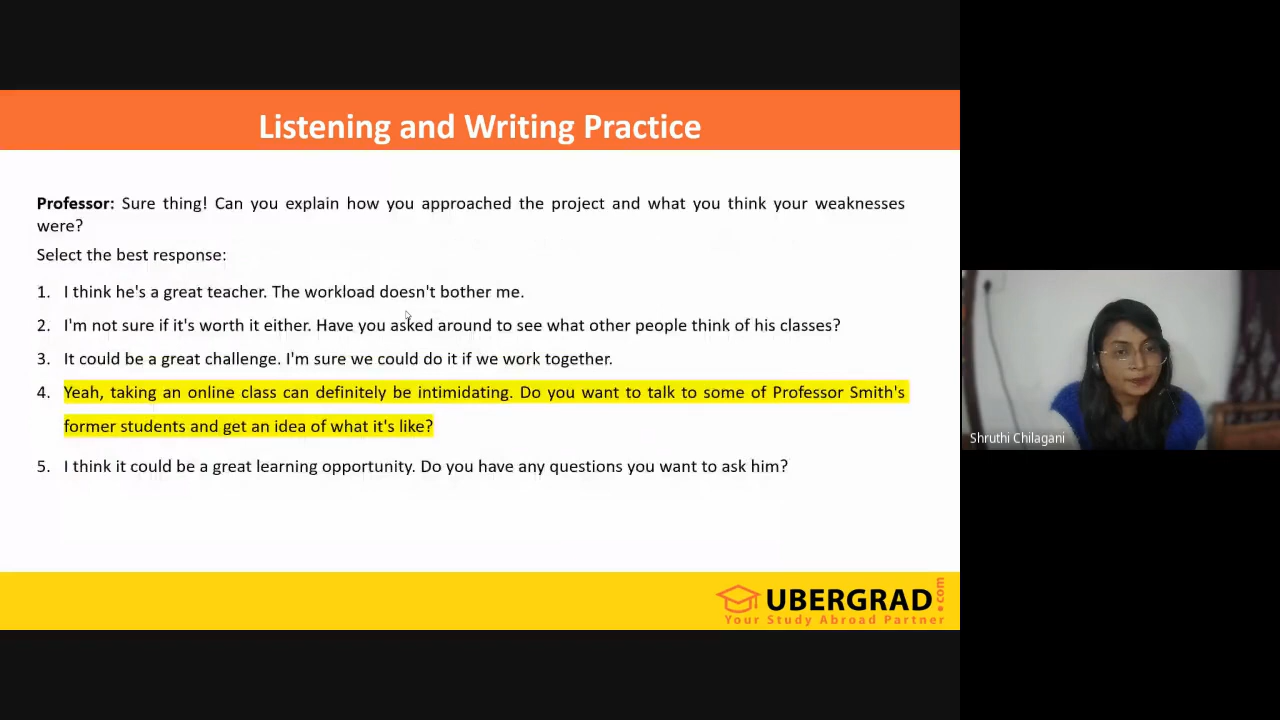 Listening and Writing Practice
Professor: Sure thing! Can you explain how you approached the project and what you think your weaknesses
were?
Select the best response:
1. I think he's a great teacher. The workload doesn't bother me.
2. I'm not sure if it's worth it either. Have you asked around to see what other people think of his classes?
3. It could be a great challenge. I'm sure we could do it if we work together.
4. Yeah, taking an online class can definitely be intimidating. Do you want to talk to some of Professor Smith's
former students and get an idea of what it's like?
5. I think it could be a great learning opportunity. Do you have any questions you want to ask him?
Shruthi Chilagani
UBERGRAD.com
Your Study Abroad Partner